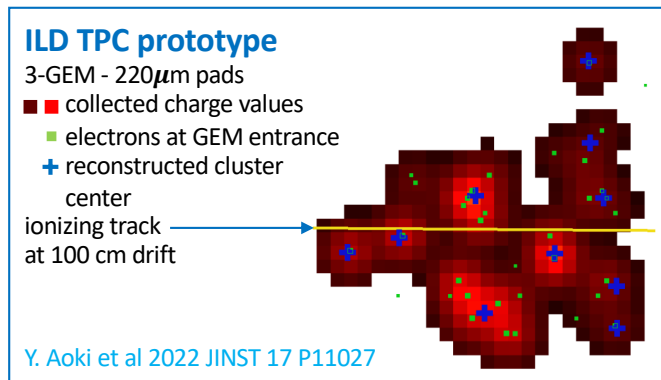 ILD TPC prototype
3-GEM - 220μm pads
collected charge values
electrons at GEM entrance
reconstructed cluster
center
ionizing track
at 100 cm drift
Y. Aoki et al 2022 JINST 17 P11027